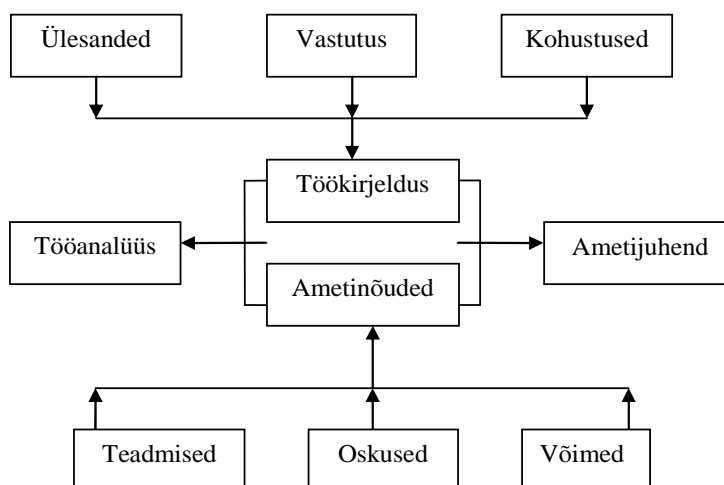 Ülesanded
Vastutus
Kohustused
Töökirjeldus
Tööanalüüs
Ametijuhend
Ametinõuded
Teadmised
Oskused
Võimed